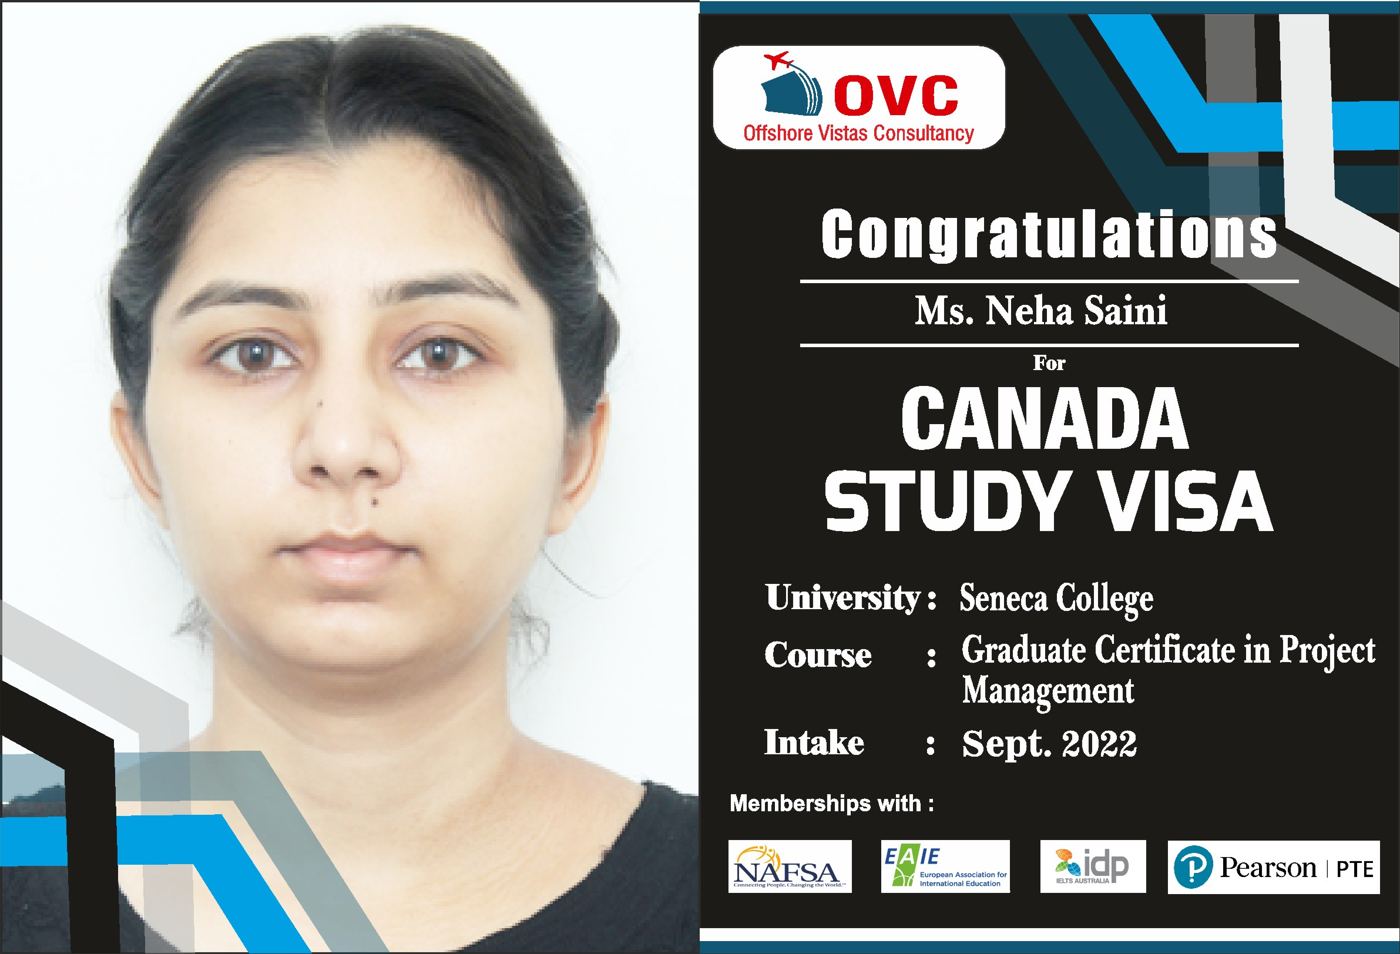 OVC
Offshore Vistas Consultancy
Congratulations
Ms. Neha Saini
For
CANADA
STUDY VISA
University : Seneca College
Course : Graduate Certificate in Project
Management
Intake : Sept. 2022
Memberships with :
NAFSA
Connecting People. Changing the World.™
EAIE
European Association for
International Education
idp
IELTS AUSTRALIA
P Pearson | PTE